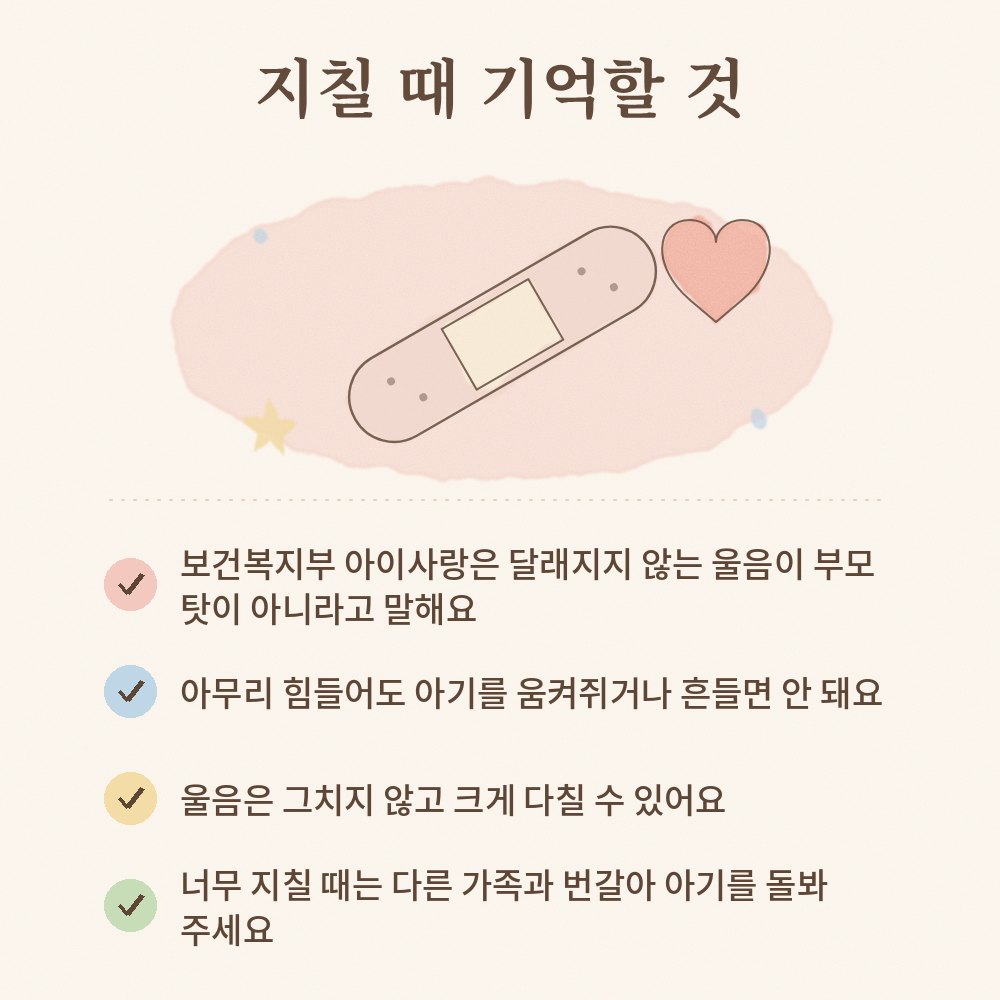 지칠 때 기억할 것
보건복지부 아이사랑은 달래지지 않는 울음이 부모
탓이 아니라고 말해요
아무리 힘들어도 아기를 움켜쥐거나 흔들면 안 돼요
울음은 그치지 않고 크게 다칠 수 있어요
너무 지칠 때는 다른 가족과 번갈아 아기를 돌봐
주세요